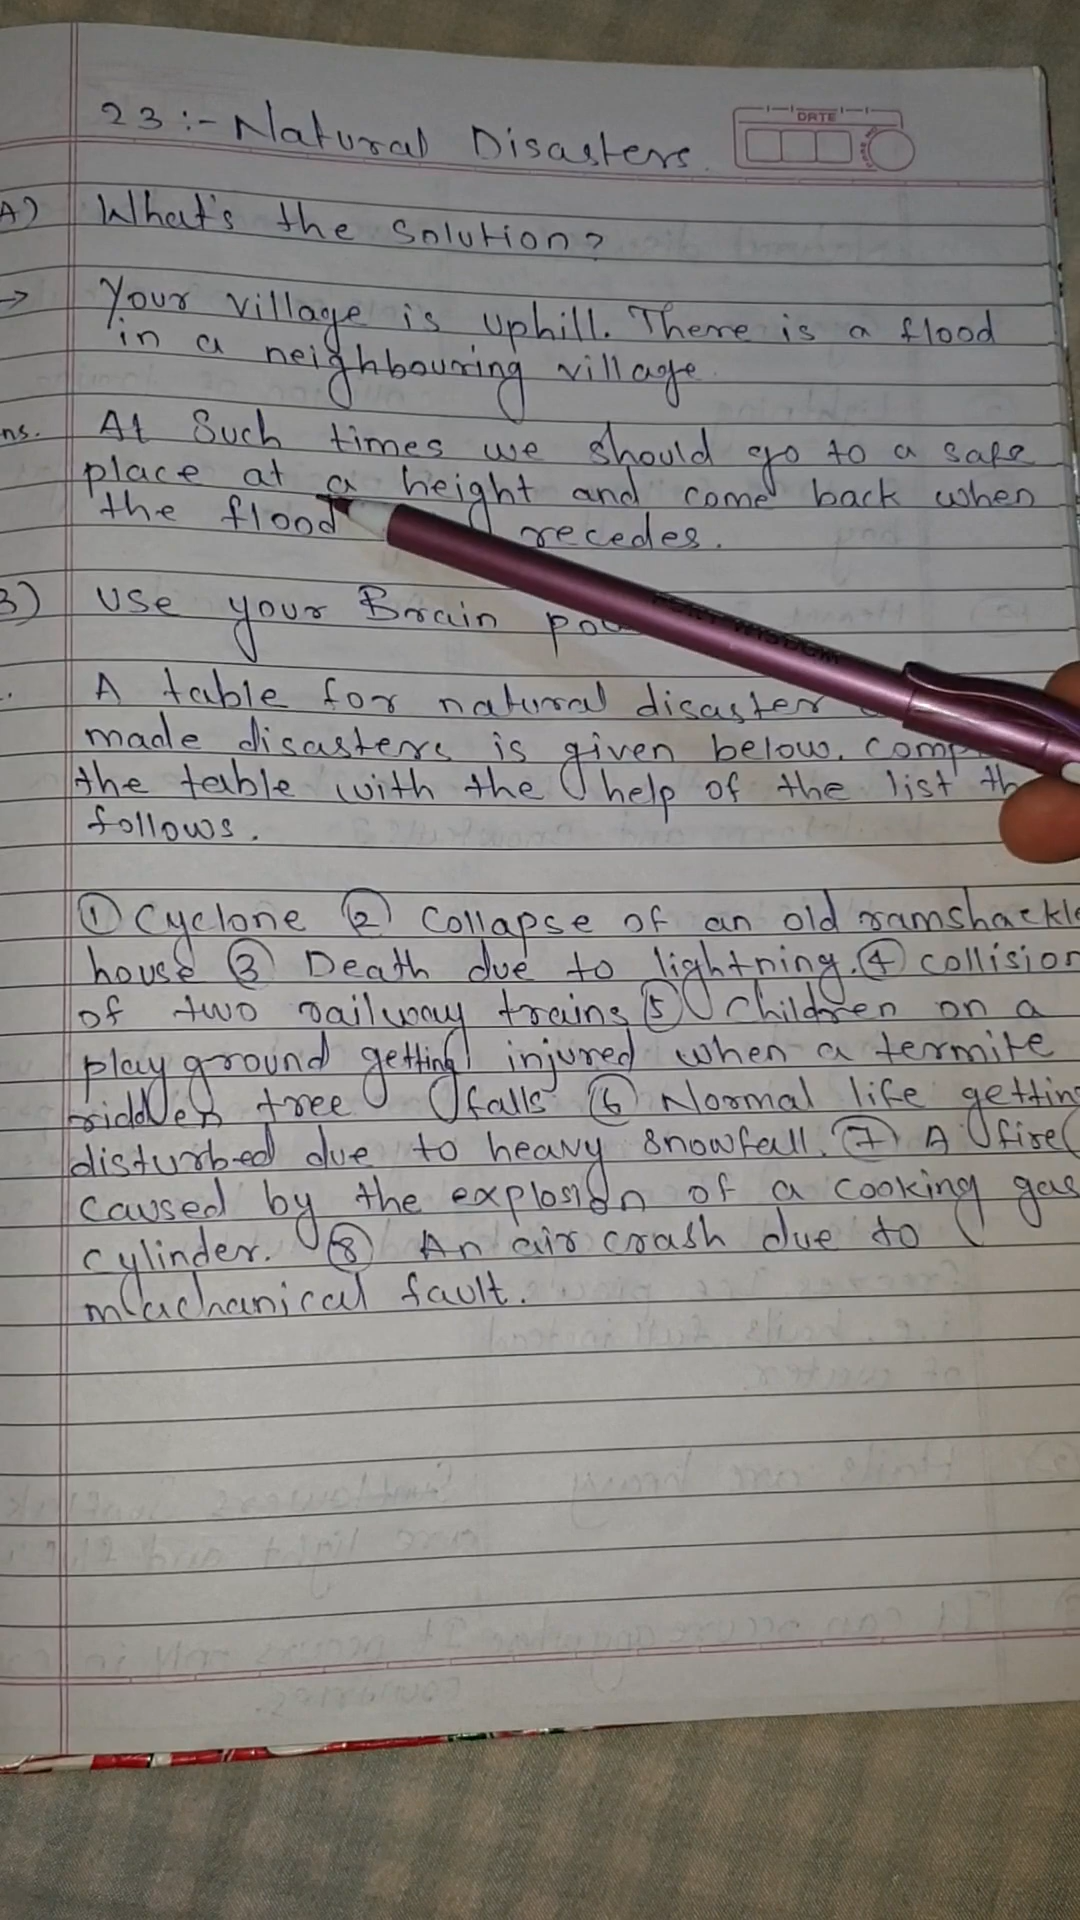 23:- Natural Disasters.
DATE
A) What's the solution?
→ Your village is uphill. There is a flood
in a neighbouring village.
ns. At Such times we should go to a safe
place at a height and come back when
the flood recedes.
3) Use your Brain pow
A table for natural disaster
made disasters is given below. comp
the table with the help of the list th
follows.
① Cyclone ② Collapse of an old ramshackle
house ③ Death due to lightning. ④ collision
of two railway trains ⑤ Children on a
play ground getting injured when a termite
ridden tree falls ⑥ Normal life getting
disturbed due to heavy snowfall. ⑦ A fire
caused by the explosion of a cooking gas
cylinder. ⑧ An air crash due to
machanical fault.